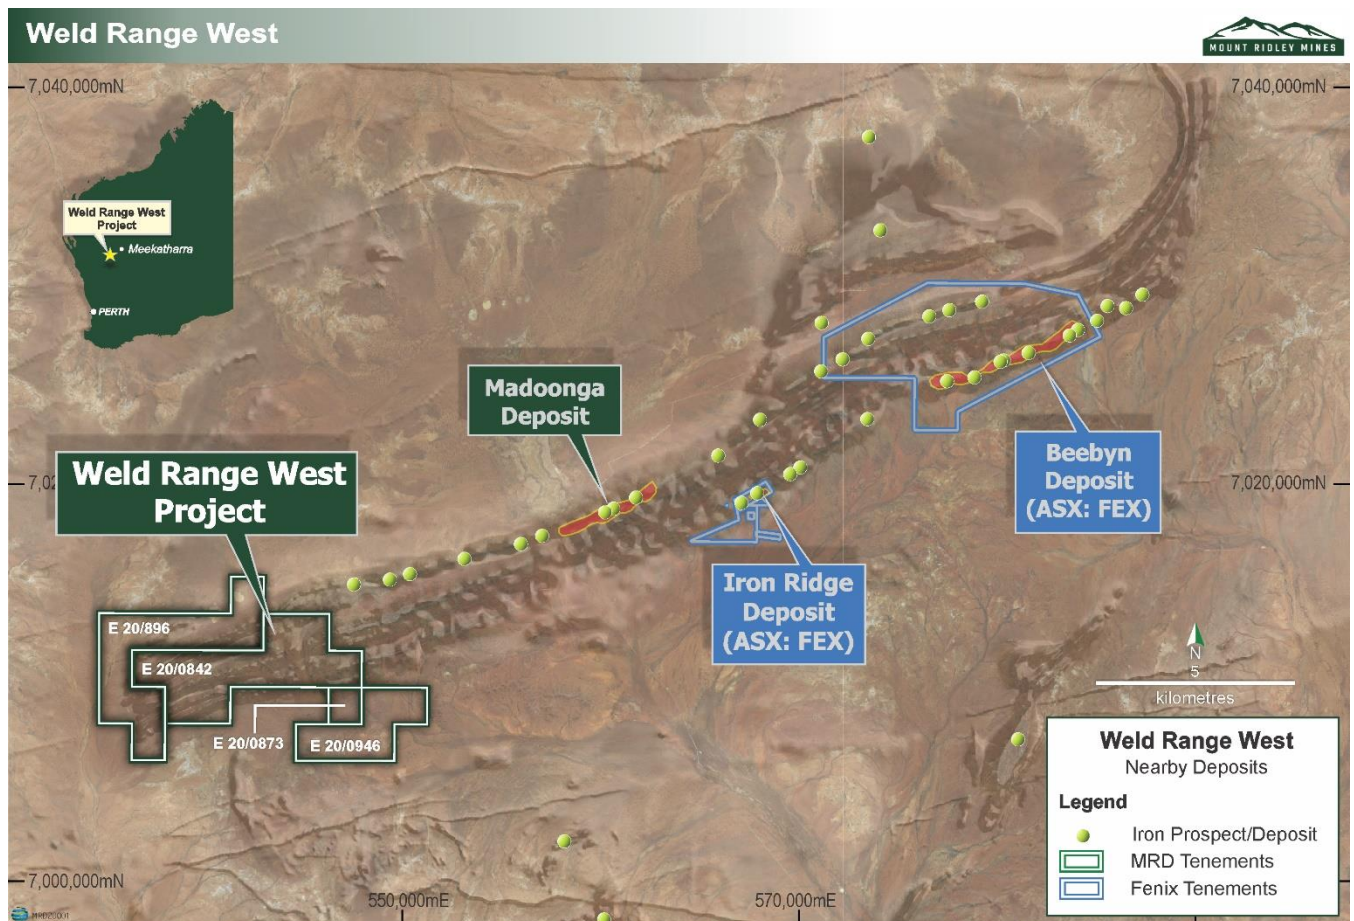 Weld Range West
MOUNT RIDLEY MINES
7,040,000mN
7,040,000mN
Weld Range West
Project
Meekatharra
PERTH
Madoonga
Deposit
Weld Range West
Project
7,020,000mN
Beebyn
Deposit
(ASX: FEX)
Iron Ridge
Deposit
(ASX: FEX)
E 20/896
E 20/0842
E 20/0873
E 20/0946
N
5
kilometres
Weld Range West
Nearby Deposits
Legend
Iron Prospect/Deposit
MRD Tenements
Fenix Tenements
7,000,000mN
550,000mE
570,000mE